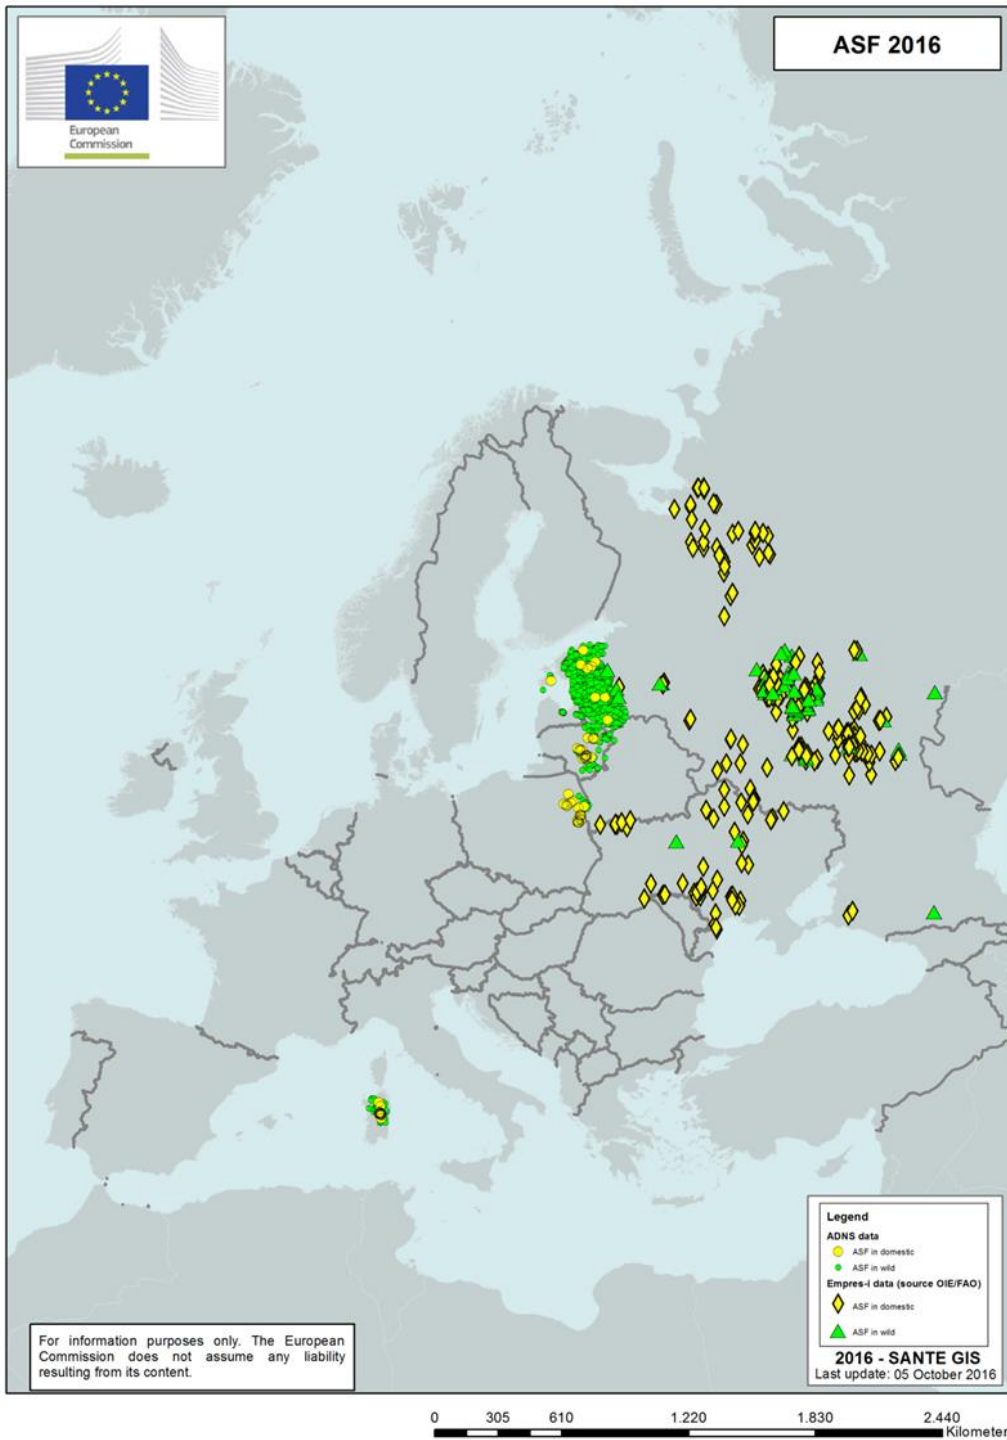 European
Commission
ASF 2016
Legend
ADNS data
ASF in domestic
ASF in wild
Empres-i data (source OIE/FAO)
ASF in domestic
ASF in wild
2016 - SANTE GIS
Last update: 05 October 2016
For information purposes only. The European
Commission does not assume any liability
resulting from its content.
0 305 610 1.220 1.830 2.440
Kilometer